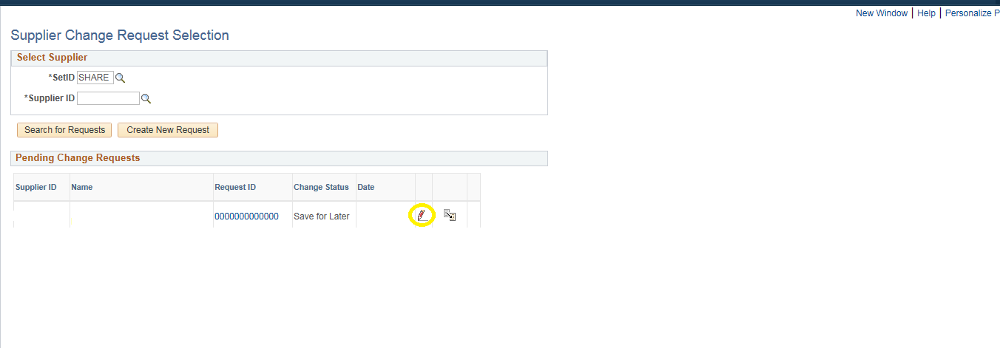 New Window | Help | Personalize P
Supplier Change Request Selection
Select Supplier
*SetID SHARE
*Supplier ID
Search for Requests Create New Request
Pending Change Requests
Supplier ID Name Request ID Change Status Date
0000000000000 Save for Later